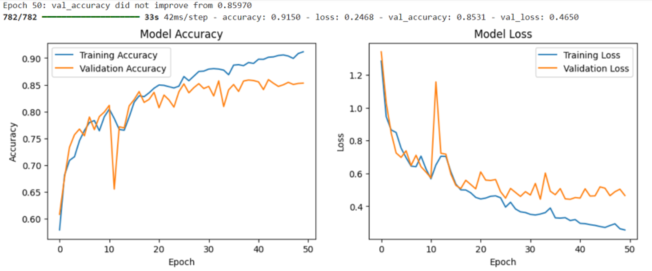 Epoch 50: val_accuracy did not improve from 0.85970
782/782 ━━━━━━━━━━━━━━━━━━━━ 33s 42ms/step - accuracy: 0.9150 - loss: 0.2468 - val_accuracy: 0.8531 - val_loss: 0.4650
Model Accuracy
Training Accuracy
Validation Accuracy
Accuracy
0.90
0.85
0.80
0.75
0.70
0.65
0.60
0 10 20 30 40 50
Epoch
Model Loss
Training Loss
Validation Loss
Loss
1.2
1.0
0.8
0.6
0.4
0 10 20 30 40 50
Epoch